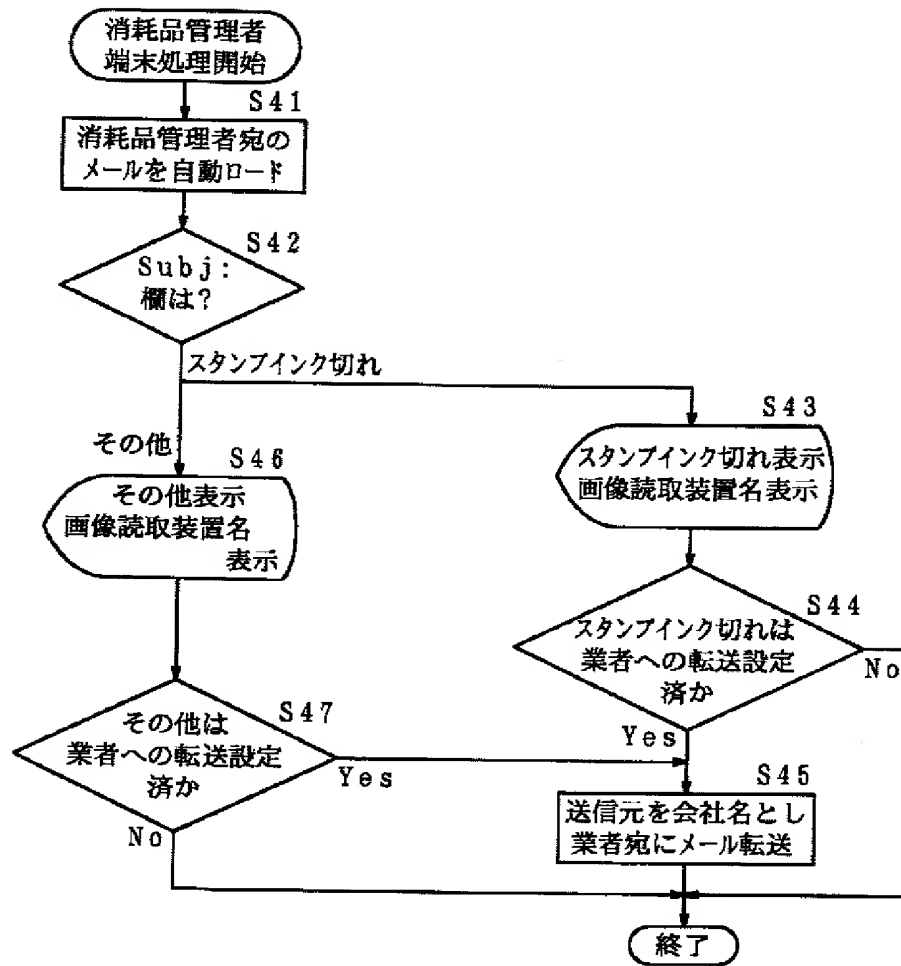 消耗品管理者
端末処理開始
S41
消耗品管理者宛の
メールを自動ロード
S42
Subj:
欄は?
スタンプインク切れ
その他
S43
スタンプインク切れ表示
画像読取装置名表示
S46
その他表示
画像読取装置名
表示
S44
スタンプインク切れは
業者への転送設定
済か
No
Yes
S47
その他は
業者への転送設定
済か
Yes
No
S45
送信元を会社名とし
業者宛にメール転送
終了